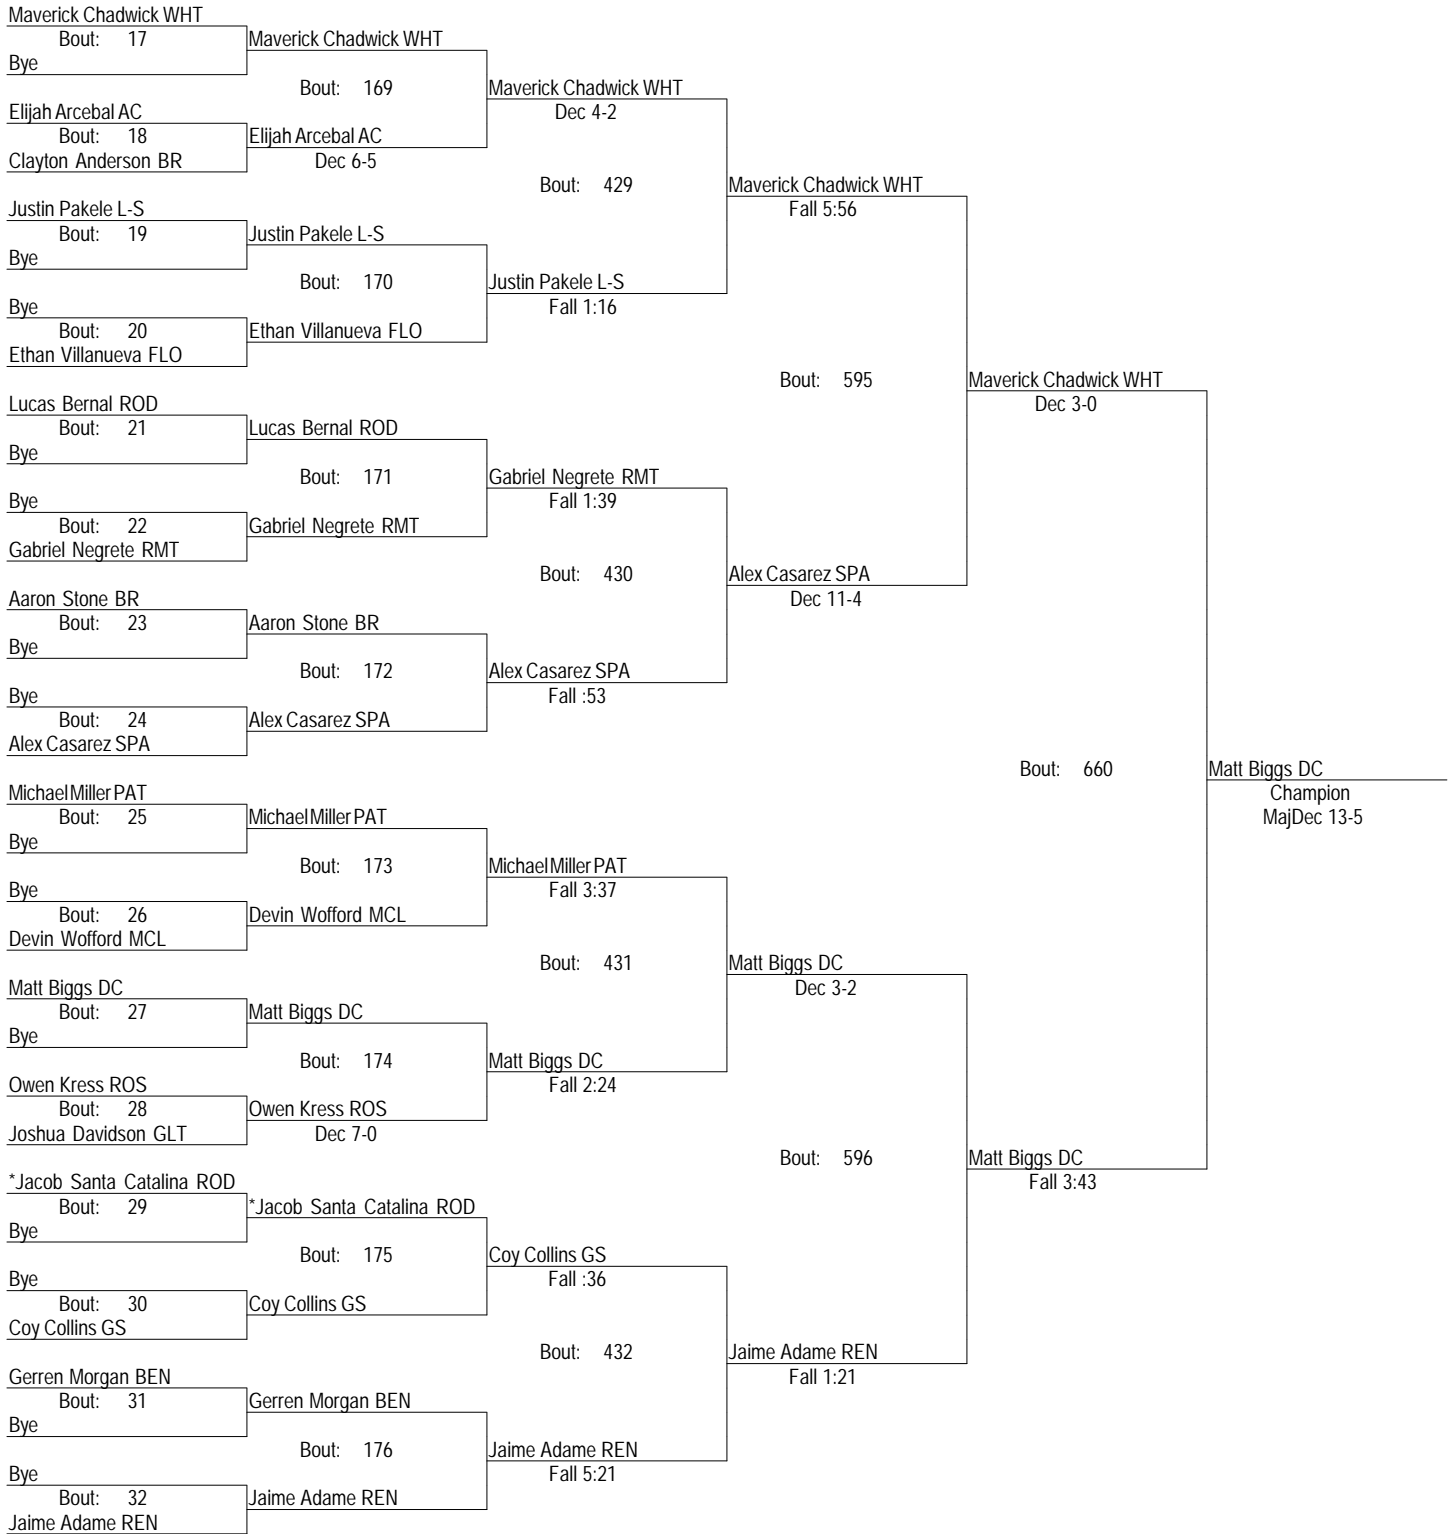 Maverick Chadwick WHT
Bout: 17
Maverick Chadwick WHT
Bye
Bout: 169
Maverick Chadwick WHT
Elijah Arcebal AC
Dec 4-2
Bout: 18
Elijah Arcebal AC
Clayton Anderson BR
Dec 6-5
Bout: 429
Maverick Chadwick WHT
Justin Pakele L-S
Fall 5:56
Bout: 19
Justin Pakele L-S
Bye
Bout: 170
Justin Pakele L-S
Bye
Fall 1:16
Bout: 20
Ethan Villanueva FLO
Ethan Villanueva FLO
Bout: 595
Maverick Chadwick WHT
Lucas Bernal ROD
Dec 3-0
Bout: 21
Lucas Bernal ROD
Bye
Bout: 171
Gabriel Negrete RMT
Bye
Fall 1:39
Bout: 22
Gabriel Negrete RMT
Gabriel Negrete RMT
Bout: 430
Alex Casarez SPA
Aaron Stone BR
Dec 11-4
Bout: 23
Aaron Stone BR
Bye
Bout: 172
Alex Casarez SPA
Bye
Fall :53
Bout: 24
Alex Casarez SPA
Alex Casarez SPA
Bout: 660
Matt Biggs DC
Michael Miller PAT
Champion
Bout: 25
Michael Miller PAT
MajDec 13-5
Bye
Bout: 173
Michael Miller PAT
Bye
Fall 3:37
Bout: 26
Devin Wofford MCL
Devin Wofford MCL
Bout: 431
Matt Biggs DC
Matt Biggs DC
Dec 3-2
Bout: 27
Matt Biggs DC
Bye
Bout: 174
Matt Biggs DC
Owen Kress ROS
Fall 2:24
Bout: 28
Owen Kress ROS
Joshua Davidson GLT
Dec 7-0
Bout: 596
Matt Biggs DC
*Jacob Santa Catalina ROD
Fall 3:43
Bout: 29
*Jacob Santa Catalina ROD
Bye
Bout: 175
Coy Collins GS
Bye
Fall :36
Bout: 30
Coy Collins GS
Coy Collins GS
Bout: 432
Jaime Adame REN
Gerren Morgan BEN
Fall 1:21
Bout: 31
Gerren Morgan BEN
Bye
Bout: 176
Jaime Adame REN
Bye
Fall 5:21
Bout: 32
Jaime Adame REN
Jaime Adame REN